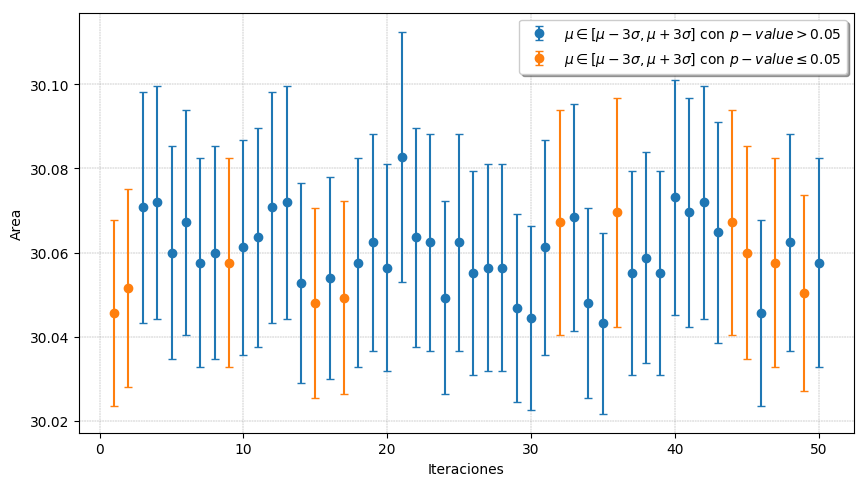 μ ∈ [μ − 3σ, μ + 3σ] con p − value > 0.05
μ ∈ [μ − 3σ, μ + 3σ] con p − value ≤ 0.05
30.10
30.08
30.06
30.04
30.02
Area
0 10 20 30 40 50
Iteraciones